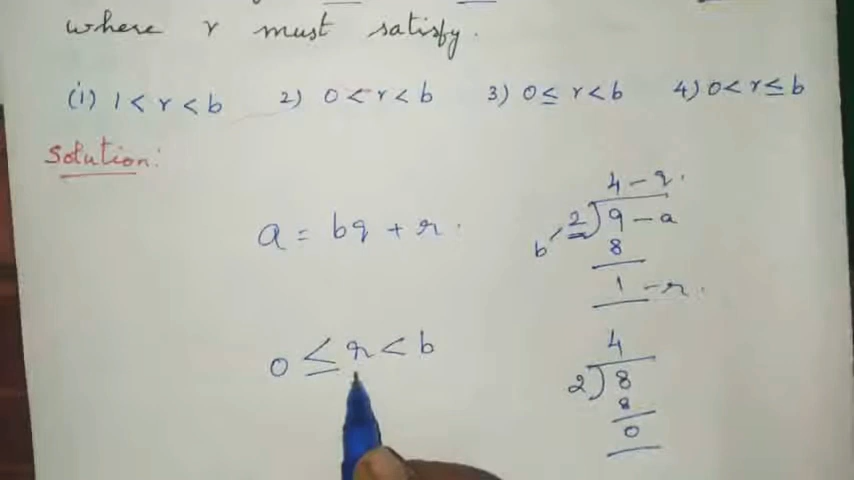 where r must satisfy.
(1) 1 < r < b 2) 0 < r < b 3) 0 ≤ r < b 4) 0 < r ≤ b
Solution:
a = bq + r.
0 ≤ r < b
4 - q.
b 2) 9 - a
8
1 - r.
4
2) 8
8
0